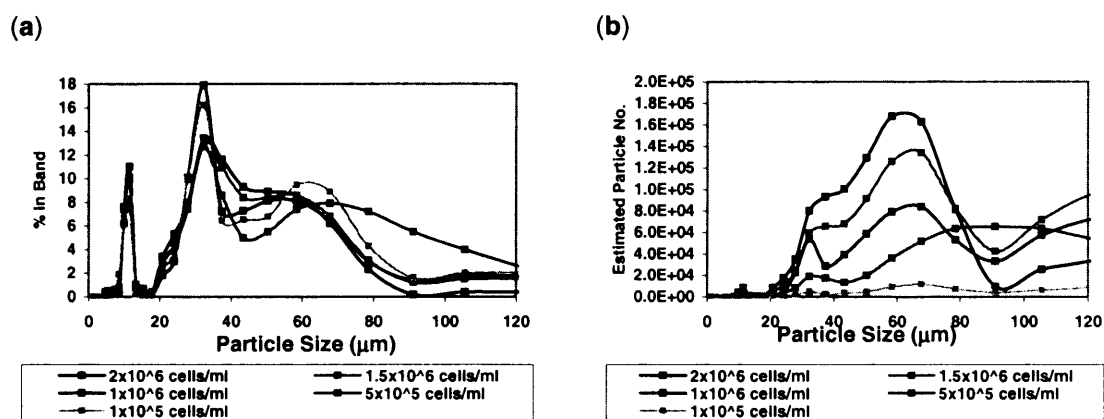 (a)
(b)
% In Band
18
16
14
12
10
8
6
4
2
0
0 20 40 60 80 100 120
Particle Size (µm)
2x10^6 cells/ml 1.5x10^6 cells/ml
1x10^6 cells/ml 5x10^5 cells/ml
1x10^5 cells/ml
Estimated Particle No.
2.0E+05
1.8E+05
1.6E+05
1.4E+05
1.2E+05
1.0E+05
8.0E+04
6.0E+04
4.0E+04
2.0E+04
0.0E+00
0 20 40 60 80 100 120
Particle Size (µm)
2x10^6 cells/ml 1.5x10^6 cells/ml
1x10^6 cells/ml 5x10^5 cells/ml
1x10^5 cells/ml